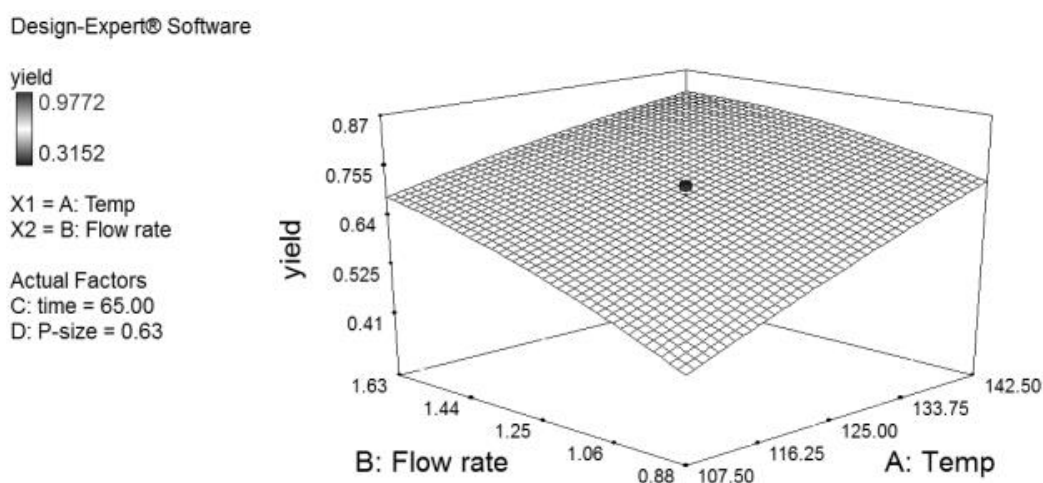 Design-Expert® Software
yield
0.9772
0.3152
X1 = A: Temp
X2 = B: Flow rate
Actual Factors
C: time = 65.00
D: P-size = 0.63
0.87
0.755
0.64
0.525
0.41
yield
1.63
1.44
1.25
1.06
0.88
B: Flow rate
107.50
116.25
125.00
133.75
142.50
A: Temp